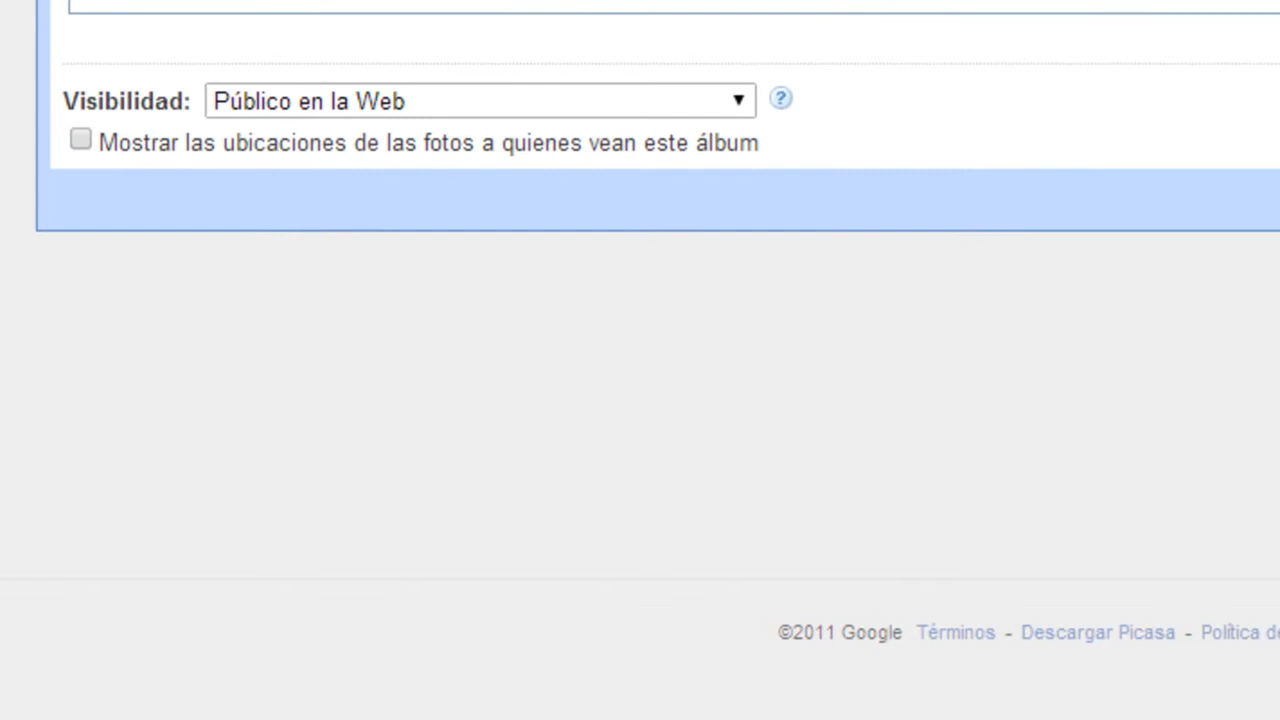 Visibilidad: Público en la Web ?
Mostrar las ubicaciones de las fotos a quienes vean este álbum
©2011 Google Términos - Descargar Picasa - Política